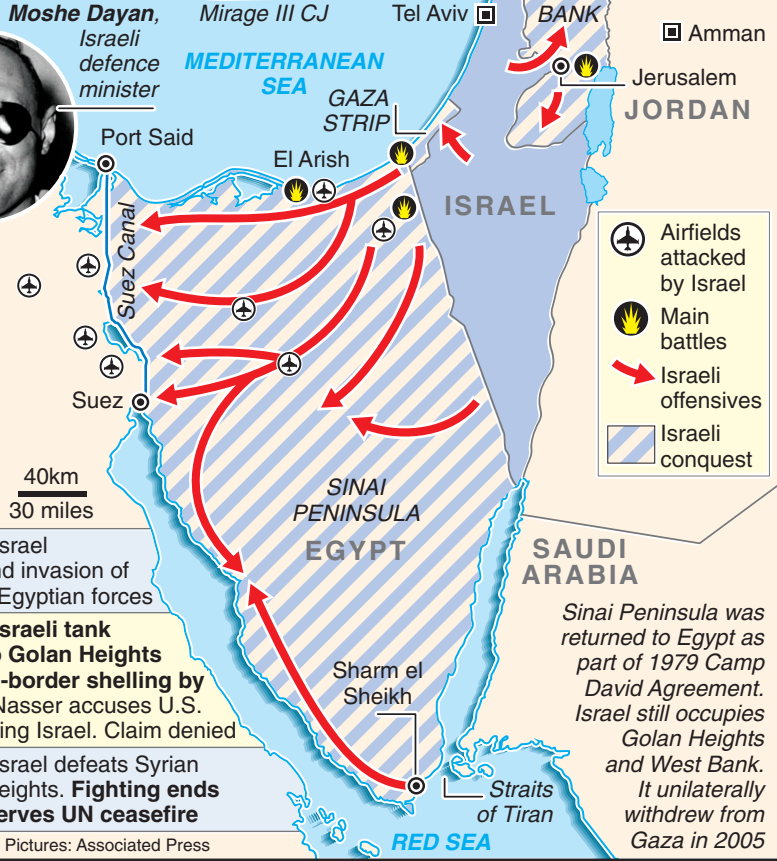 Moshe Dayan,
Israeli
defence
minister
Mirage III CJ
Tel Aviv
BANK
Amman
MEDITERRANEAN
SEA
GAZA
STRIP
Jerusalem
JORDAN
Port Said
El Arish
ISRAEL
Suez Canal
Airfields
attacked
by Israel
Main
battles
Israeli
offensives
Israeli
conquest
Suez
40km
30 miles
SINAI
PENINSULA
EGYPT
SAUDI
ARABIA
srael
nd invasion of
Egyptian forces
sraeli tank
Golan Heights
-border shelling by
Nasser accuses U.S.
ing Israel. Claim denied
srael defeats Syrian
eights. Fighting ends
erves UN ceasefire
Pictures: Associated Press
Sharm el
Sheikh
Straits
of Tiran
RED SEA
Sinai Peninsula was
returned to Egypt as
part of 1979 Camp
David Agreement.
Israel still occupies
Golan Heights
and West Bank.
It unilaterally
withdrew from
Gaza in 2005